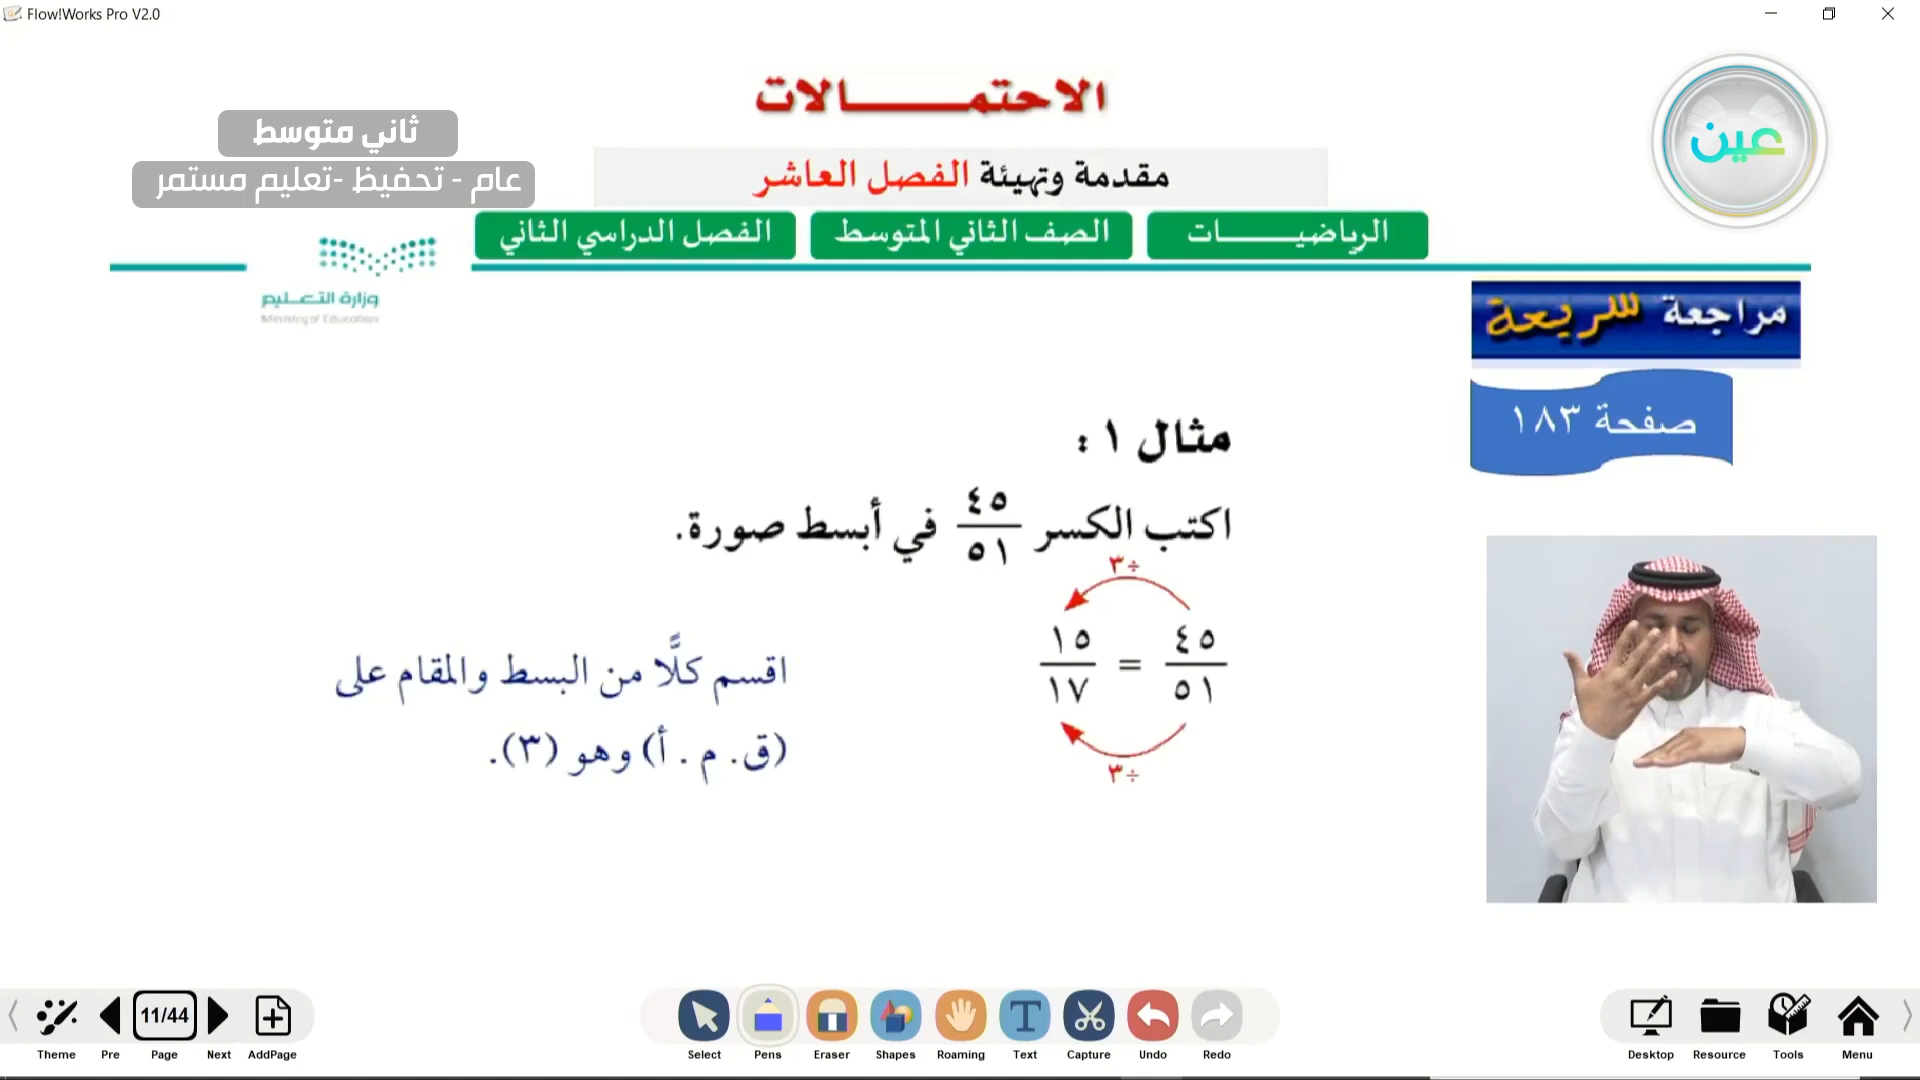 Flow!Works Pro V2.0
الاحتمـــــــالات
ثاني متوسط
عام - تحفيظ -تعليم مستمر
عين
مقدمة وتهيئة الفصل العاشر
الرياضيـــــــات
الصف الثاني المتوسط
الفصل الدراسي الثاني
وزارة التعـليم
Ministry of Education
مراجعة سريعة
صفحة ١٨٣
مثال ١ :
اكتب الكسر ٤٥/٥١ في أبسط صورة.
÷٣
٤٥/٥١ = ١٥/١٧
÷٣
اقسم كلًّا من البسط والمقام على
(ق. م . أ) وهو (٣).
11/44
Theme Pre Page Next AddPage
Select Pens Eraser Shapes Roaming Text Capture Undo Redo
Desktop Resource Tools Menu